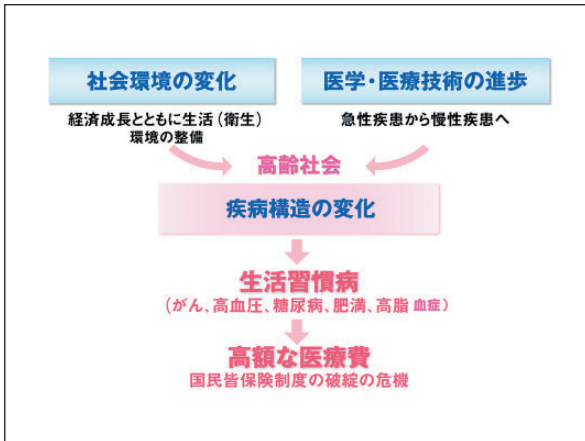 社会環境の変化
医学・医療技術の進歩
経済成長とともに生活(衛生)
環境の整備
急性疾患から慢性疾患へ
高齢社会
疾病構造の変化
生活習慣病
(がん、高血圧、糖尿病、肥満、高脂血症)
高額な医療費
国民皆保険制度の破綻の危機